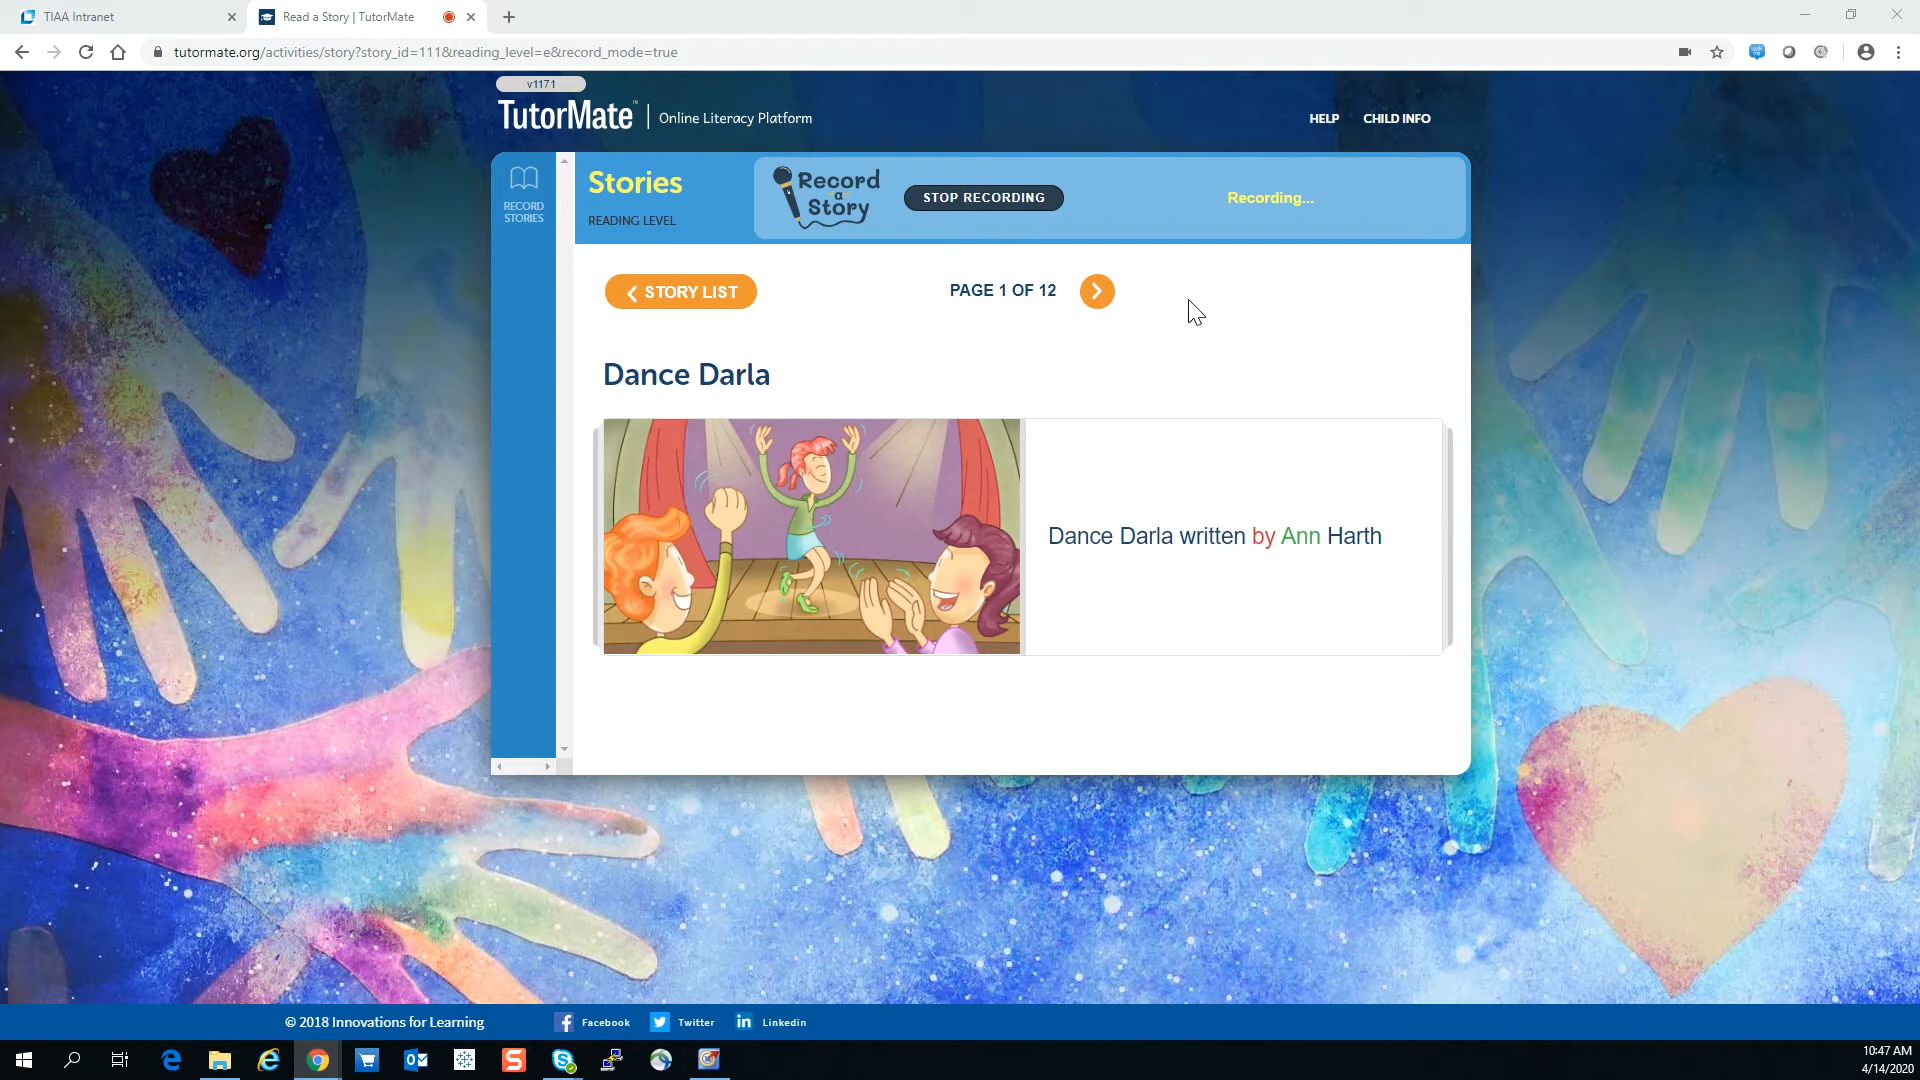 TIAA Intranet
Read a Story | TutorMate
tutormate.org/activities/story?story_id=111&reading_level=e&record_mode=true
v1171
TutorMate™ | Online Literacy Platform
HELP
CHILD INFO
RECORD STORIES
Stories
READING LEVEL
Record a Story
STOP RECORDING
Recording...
STORY LIST
PAGE 1 OF 12
Dance Darla
Dance Darla written by Ann Harth
© 2018 Innovations for Learning
Facebook
Twitter
Linkedin
10:47 AM
4/14/2020